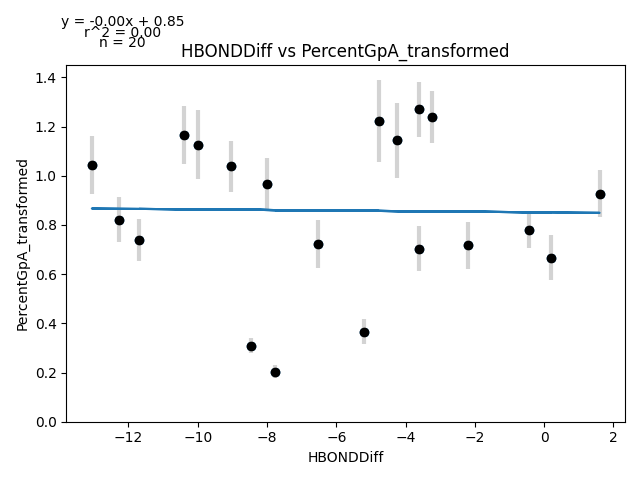 y = -0.00x + 0.85
r^2 = 0.00
n = 20
HBONDDiff vs PercentGpA_transformed
PercentGpA_transformed
1.4
1.2
1.0
0.8
0.6
0.4
0.2
0.0
−12
−10
−8
−6
−4
−2
0
2
HBONDDiff